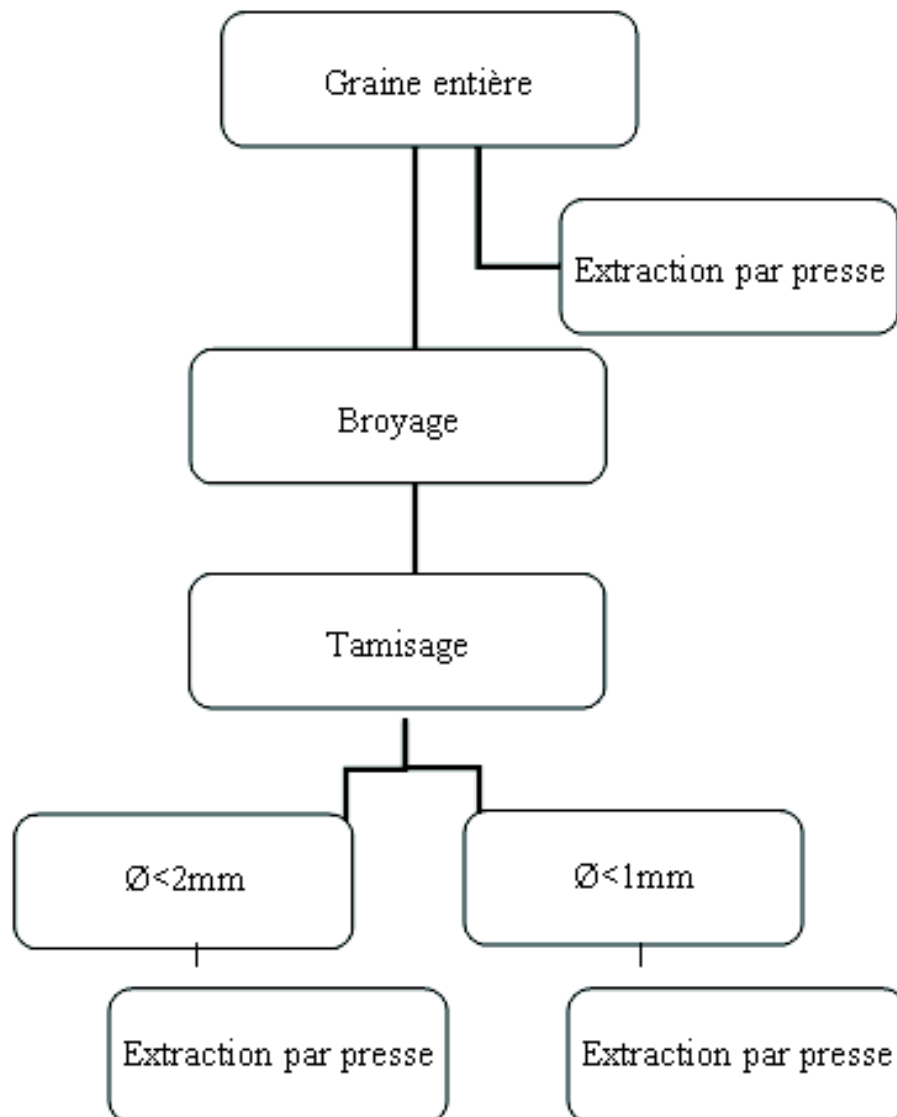 Graine entière
Extraction par presse
Broyage
Tamisage
Ø<2mm
Ø<1mm
Extraction par presse
Extraction par presse